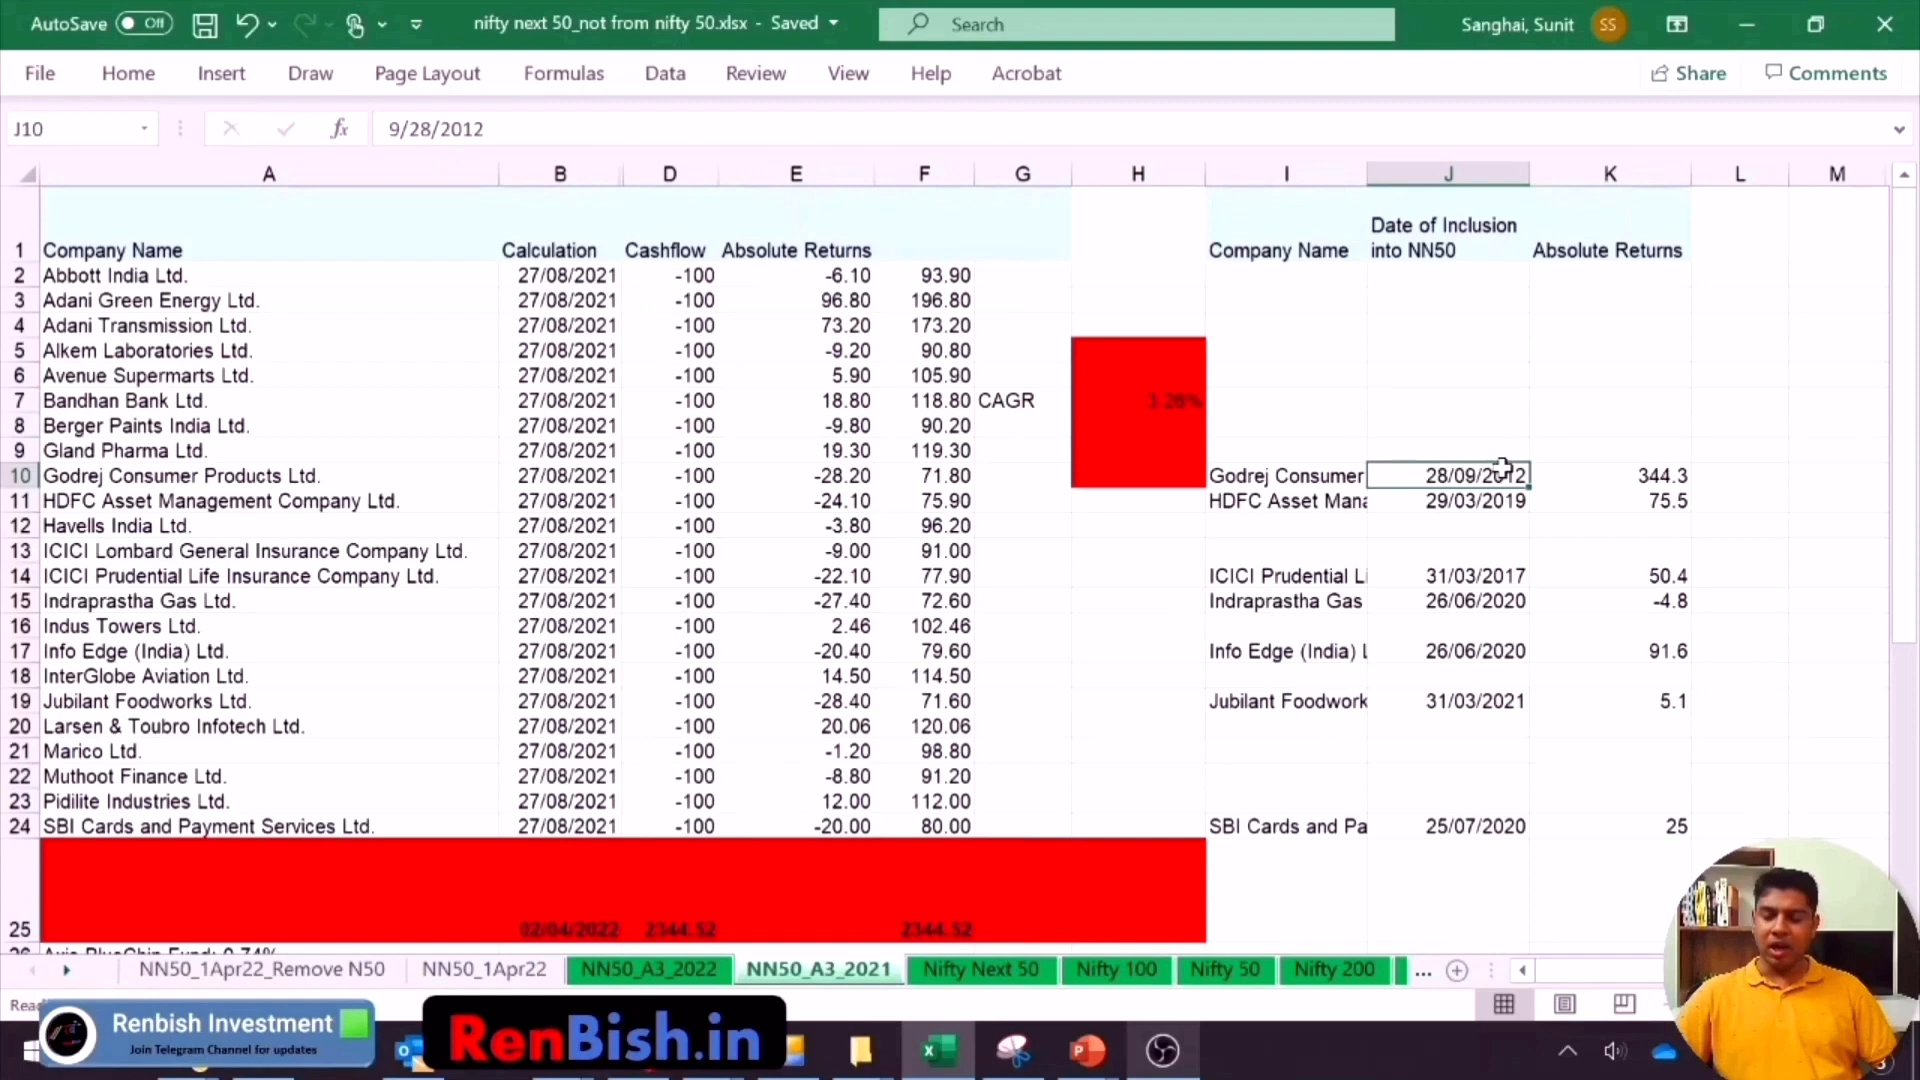 AutoSave Off nifty next 50_not from nifty 50.xlsx - Saved Search Sanghai, Sunit SS
File Home Insert Draw Page Layout Formulas Data Review View Help Acrobat Share Comments
J10 fx 9/28/2012
A B D E F G H I J K L M
1 Company Name Calculation Cashflow Absolute Returns Company Name Date of Inclusion into NN50 Absolute Returns
2 Abbott India Ltd. 27/08/2021 -100 -6.10 93.90
3 Adani Green Energy Ltd. 27/08/2021 -100 96.80 196.80
4 Adani Transmission Ltd. 27/08/2021 -100 73.20 173.20
5 Alkem Laboratories Ltd. 27/08/2021 -100 -9.20 90.80
6 Avenue Supermarts Ltd. 27/08/2021 -100 5.90 105.90
7 Bandhan Bank Ltd. 27/08/2021 -100 18.80 118.80 CAGR 3.26%
8 Berger Paints India Ltd. 27/08/2021 -100 -9.80 90.20
9 Gland Pharma Ltd. 27/08/2021 -100 19.30 119.30
10 Godrej Consumer Products Ltd. 27/08/2021 -100 -28.20 71.80 Godrej Consumer 28/09/2012 344.3
11 HDFC Asset Management Company Ltd. 27/08/2021 -100 -24.10 75.90 HDFC Asset Mana 29/03/2019 75.5
12 Havells India Ltd. 27/08/2021 -100 -3.80 96.20
13 ICICI Lombard General Insurance Company Ltd. 27/08/2021 -100 -9.00 91.00
14 ICICI Prudential Life Insurance Company Ltd. 27/08/2021 -100 -22.10 77.90 ICICI Prudential Li 31/03/2017 50.4
15 Indraprastha Gas Ltd. 27/08/2021 -100 -27.40 72.60 Indraprastha Gas 26/06/2020 -4.8
16 Indus Towers Ltd. 27/08/2021 -100 2.46 102.46
17 Info Edge (India) Ltd. 27/08/2021 -100 -20.40 79.60 Info Edge (India) L 26/06/2020 91.6
18 InterGlobe Aviation Ltd. 27/08/2021 -100 14.50 114.50
19 Jubilant Foodworks Ltd. 27/08/2021 -100 -28.40 71.60 Jubilant Foodwork 31/03/2021 5.1
20 Larsen & Toubro Infotech Ltd. 27/08/2021 -100 20.06 120.06
21 Marico Ltd. 27/08/2021 -100 -1.20 98.80
22 Muthoot Finance Ltd. 27/08/2021 -100 -8.80 91.20
23 Pidilite Industries Ltd. 27/08/2021 -100 12.00 112.00
24 SBI Cards and Payment Services Ltd. 27/08/2021 -100 -20.00 80.00 SBI Cards and Pa 25/07/2020 25
25 02/04/2022 2344.52 2344.52
NN50_1Apr22_Remove N50 NN50_1Apr22 NN50_A3_2022 NN50_A3_2021 Nifty Next 50 Nifty 100 Nifty 50 Nifty 200 ...
Renbish Investment
Join Telegram Channel for updates
RenBish.in